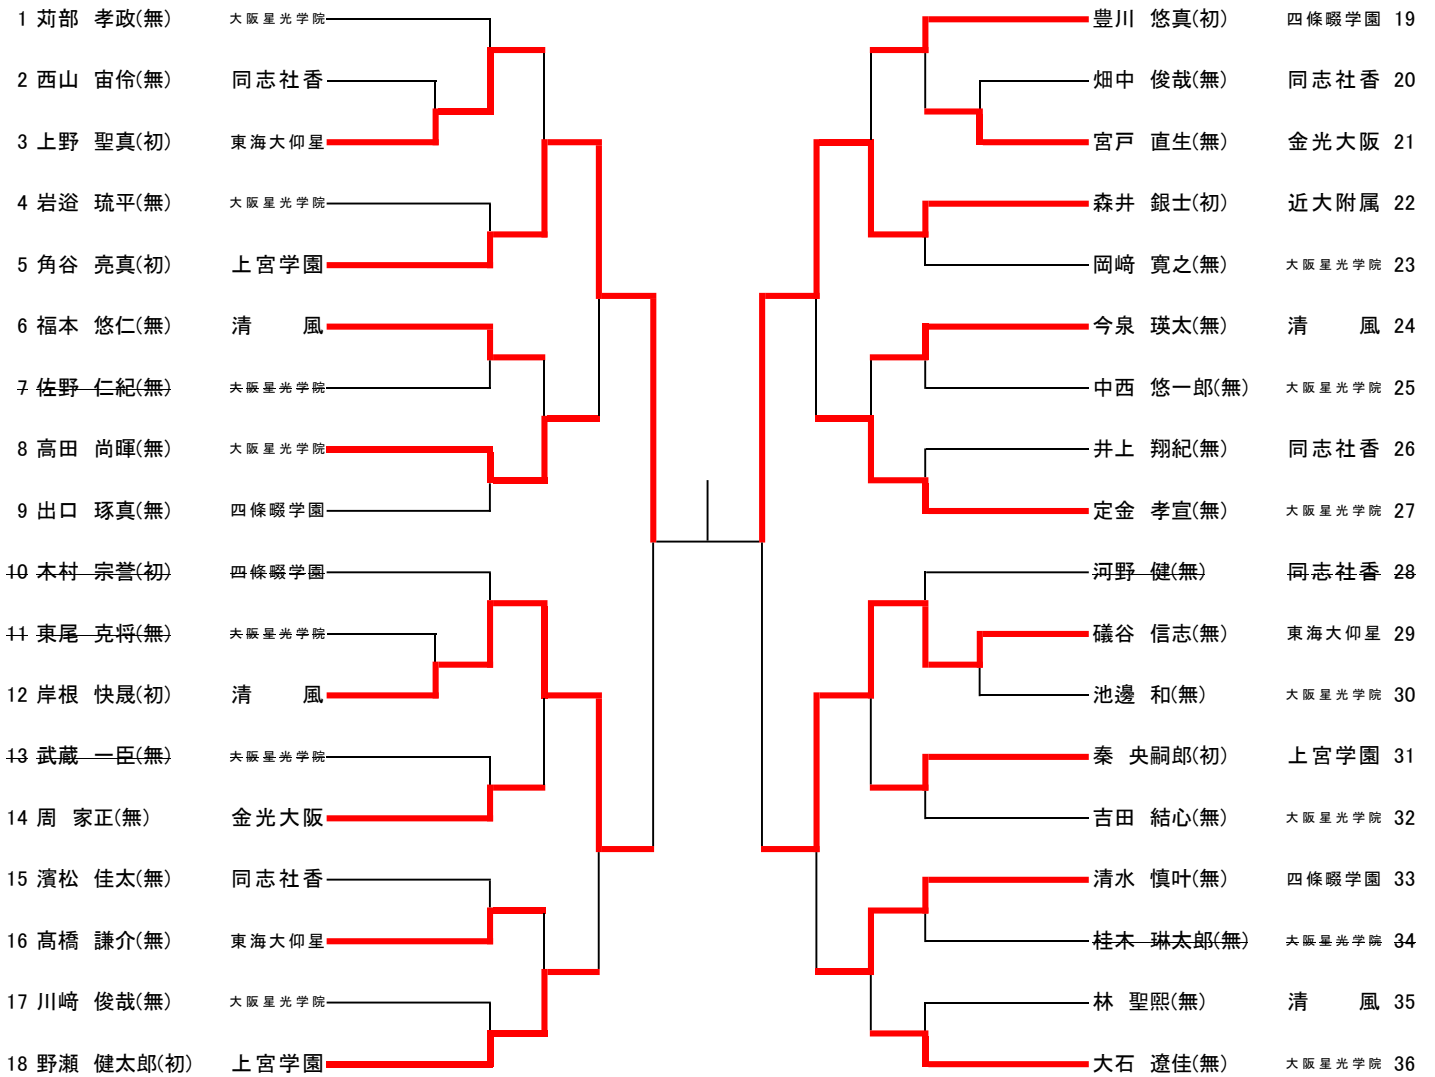 1 苅部 孝政(無) 大阪星光学院
2 西山 宙伶(無) 同志社香
3 上野 聖真(初) 東海大仰星
4 岩﨤 琉平(無) 大阪星光学院
5 角谷 亮真(初) 上宮学園
6 福本 悠仁(無) 清 風
7 佐野 仁紀(無) 大阪星光学院
8 高田 尚暉(無) 大阪星光学院
9 出口 琢真(無) 四條畷学園
10 木村 宗誉(初) 四條畷学園
11 東尾 克将(無) 大阪星光学院
12 岸根 快晟(初) 清 風
13 武蔵 一臣(無) 大阪星光学院
14 周 家正(無) 金光大阪
15 濱松 佳太(無) 同志社香
16 髙橋 謙介(無) 東海大仰星
17 川﨑 俊哉(無) 大阪星光学院
18 野瀬 健太郎(初) 上宮学園
豊川 悠真(初) 四條畷学園 19
畑中 俊哉(無) 同志社香 20
宮戸 直生(無) 金光大阪 21
森井 銀士(初) 近大附属 22
岡﨑 寛之(無) 大阪星光学院 23
今泉 瑛太(無) 清 風 24
中西 悠一郎(無) 大阪星光学院 25
井上 翔紀(無) 同志社香 26
定金 孝宣(無) 大阪星光学院 27
河野 健(無) 同志社香 28
礒谷 信志(無) 東海大仰星 29
池邊 和(無) 大阪星光学院 30
秦 央嗣郎(初) 上宮学園 31
吉田 結心(無) 大阪星光学院 32
清水 慎叶(無) 四條畷学園 33
桂木 琳太郎(無) 大阪星光学院 34
林 聖熙(無) 清 風 35
大石 遼佳(無) 大阪星光学院 36